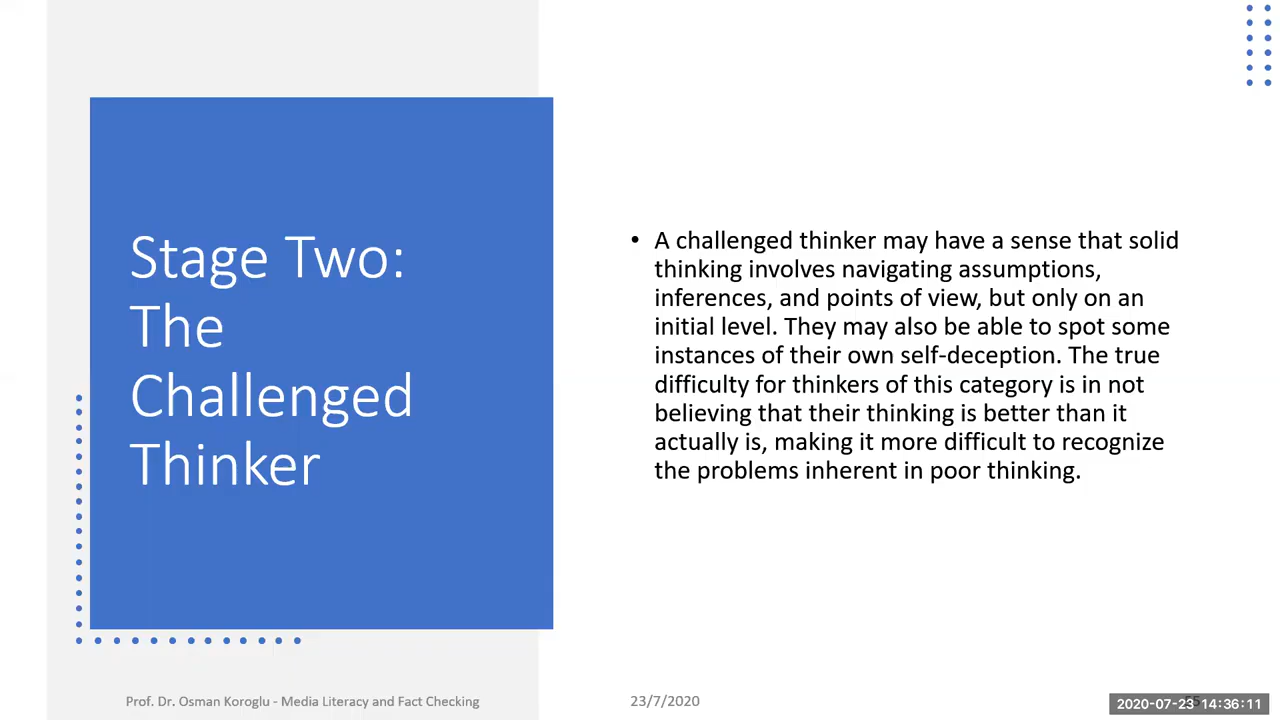 Stage Two:
The
Challenged
Thinker
• A challenged thinker may have a sense that solid
thinking involves navigating assumptions,
inferences, and points of view, but only on an
initial level. They may also be able to spot some
instances of their own self-deception. The true
difficulty for thinkers of this category is in not
believing that their thinking is better than it
actually is, making it more difficult to recognize
the problems inherent in poor thinking.
Prof. Dr. Osman Koroglu - Media Literacy and Fact Checking
23/7/2020
2020-07-23 14:36:11